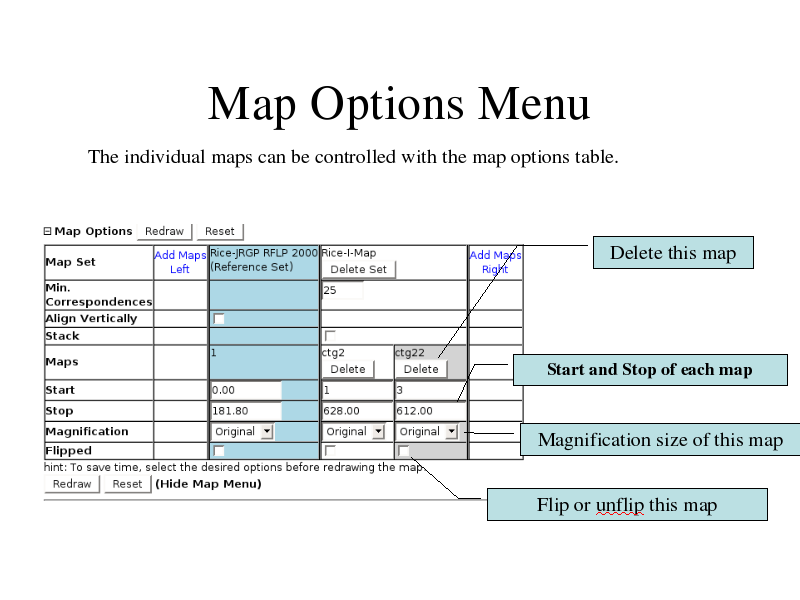 Map Options Menu
The individual maps can be controlled with the map options table.
Map Options Redraw Reset
Map Set Add Maps Left Rice-JRGP RFLP 2000 (Reference Set) Rice-I-Map Delete Set Add Maps Right
Delete this map
Min. Correspondences 25
Align Vertically
Stack
Maps 1 ctg2 Delete ctg22 Delete
Start and Stop of each map
Start 0.00 1 3
Stop 181.80 628.00 612.00
Magnification Original Original Original
Magnification size of this map
Flipped
hint: To save time, select the desired options before redrawing the map.
Redraw Reset (Hide Map Menu)
Flip or unflip this map